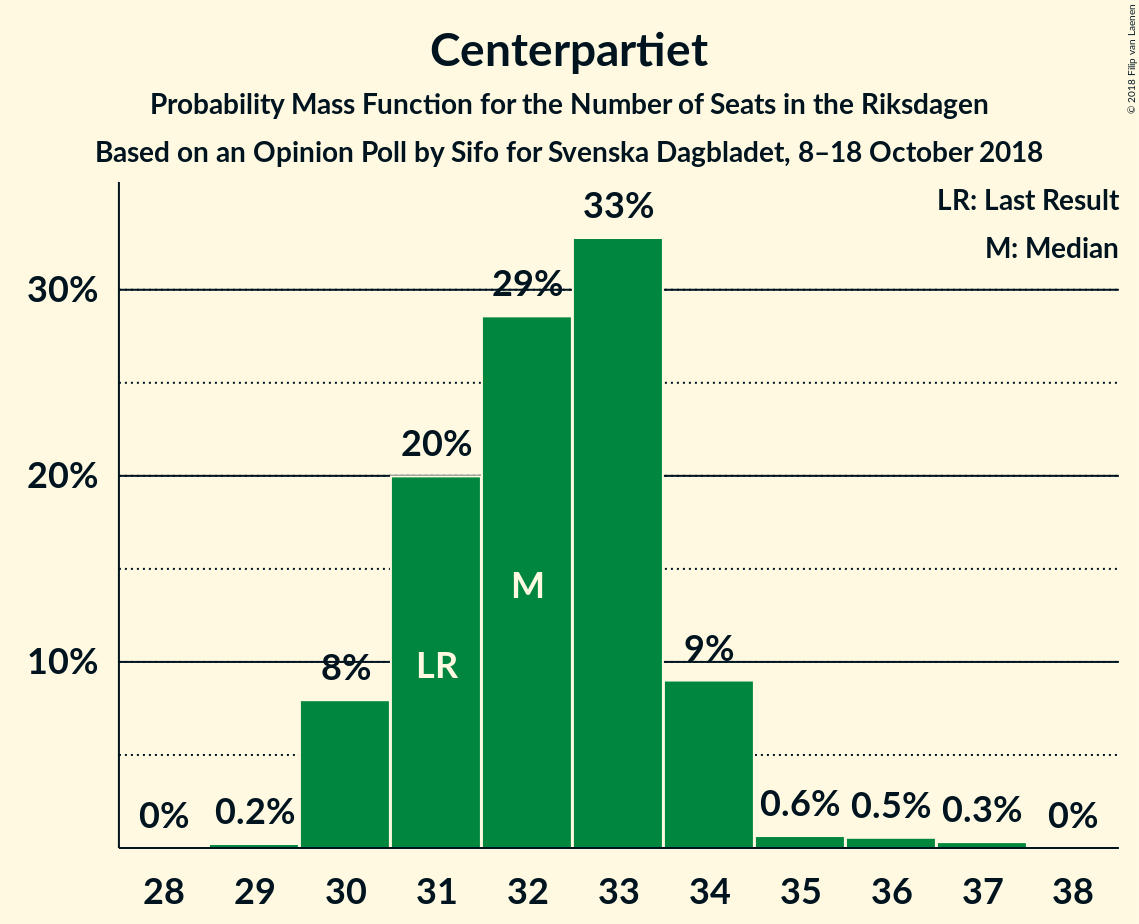 Centerpartiet
Probability Mass Function for the Number of Seats in the Riksdagen
Based on an Opinion Poll by Sifo for Svenska Dagbladet, 8–18 October 2018
© 2018 Filip van Laenen
LR: Last Result
M: Median
33%
29%
30%
20%
20%
M
9%
8%
LR
10%
0%
0.2%
0.6%
0.5%
0.3%
0%
28 29 30 31 32 33 34 35 36 37 38